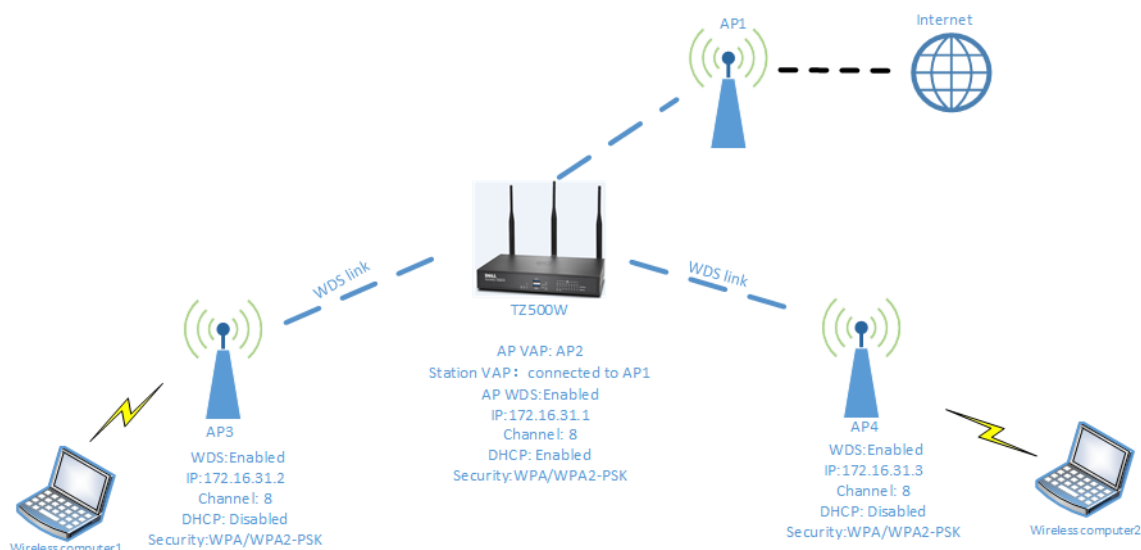 AP1
Internet
WDS link
WDS link
DELL
TZ500W
AP VAP: AP2
Station VAP: connected to AP1
AP WDS:Enabled
IP:172.16.31.1
Channel: 8
DHCP: Enabled
Security:WPA/WPA2-PSK
AP3
WDS:Enabled
IP:172.16.31.2
Channel: 8
DHCP: Disabled
Security:WPA/WPA2-PSK
Wireless computer1
AP4
WDS:Enabled
IP:172.16.31.3
Channel: 8
DHCP: Disabled
Security:WPA/WPA2-PSK
Wireless computer2